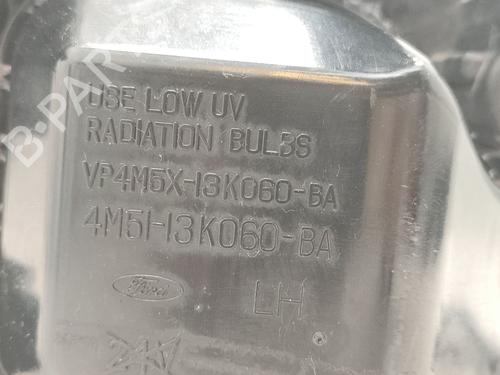 B-PARTS
USE LOW UV
RADIATION BULBS
VP4M5X-13K060-BA
4M51-13K060-BA
Ford LH